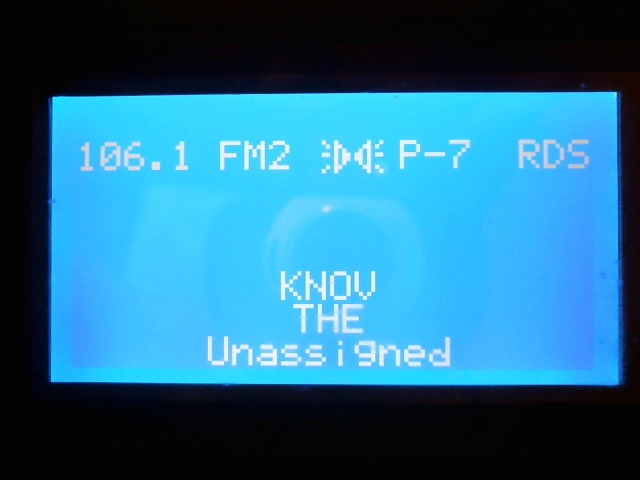 106.1 FM2 P-7 RDS
KNOV
THE
Unassigned